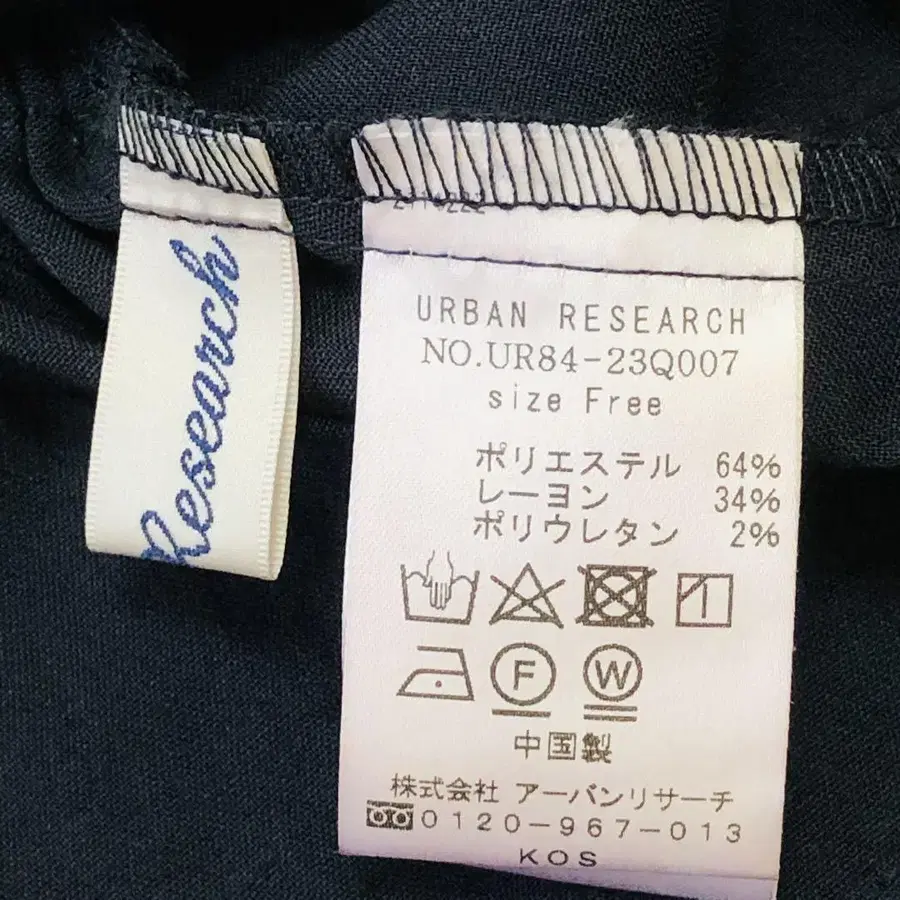 Research
URBAN RESEARCH
NO.UR84-23Q007
size Free
ポリエステル 64%
レーヨン 34%
ポリウレタン 2%
F W
中国製
株式会社 アーバンリサーチ
0120-967-013
KOS